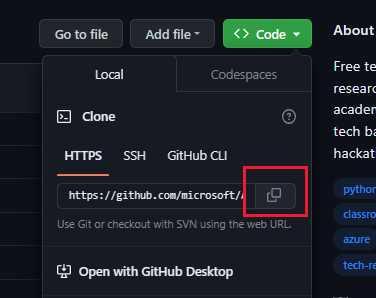 Go to file
Add file
Code
About
Local
Codespaces
Clone
HTTPS
SSH
GitHub CLI
https://github.com/microsoft/
Use Git or checkout with SVN using the web URL.
Open with GitHub Desktop
Free te
resear
academ
tech ba
hackat
python
classro
azure
tech-re